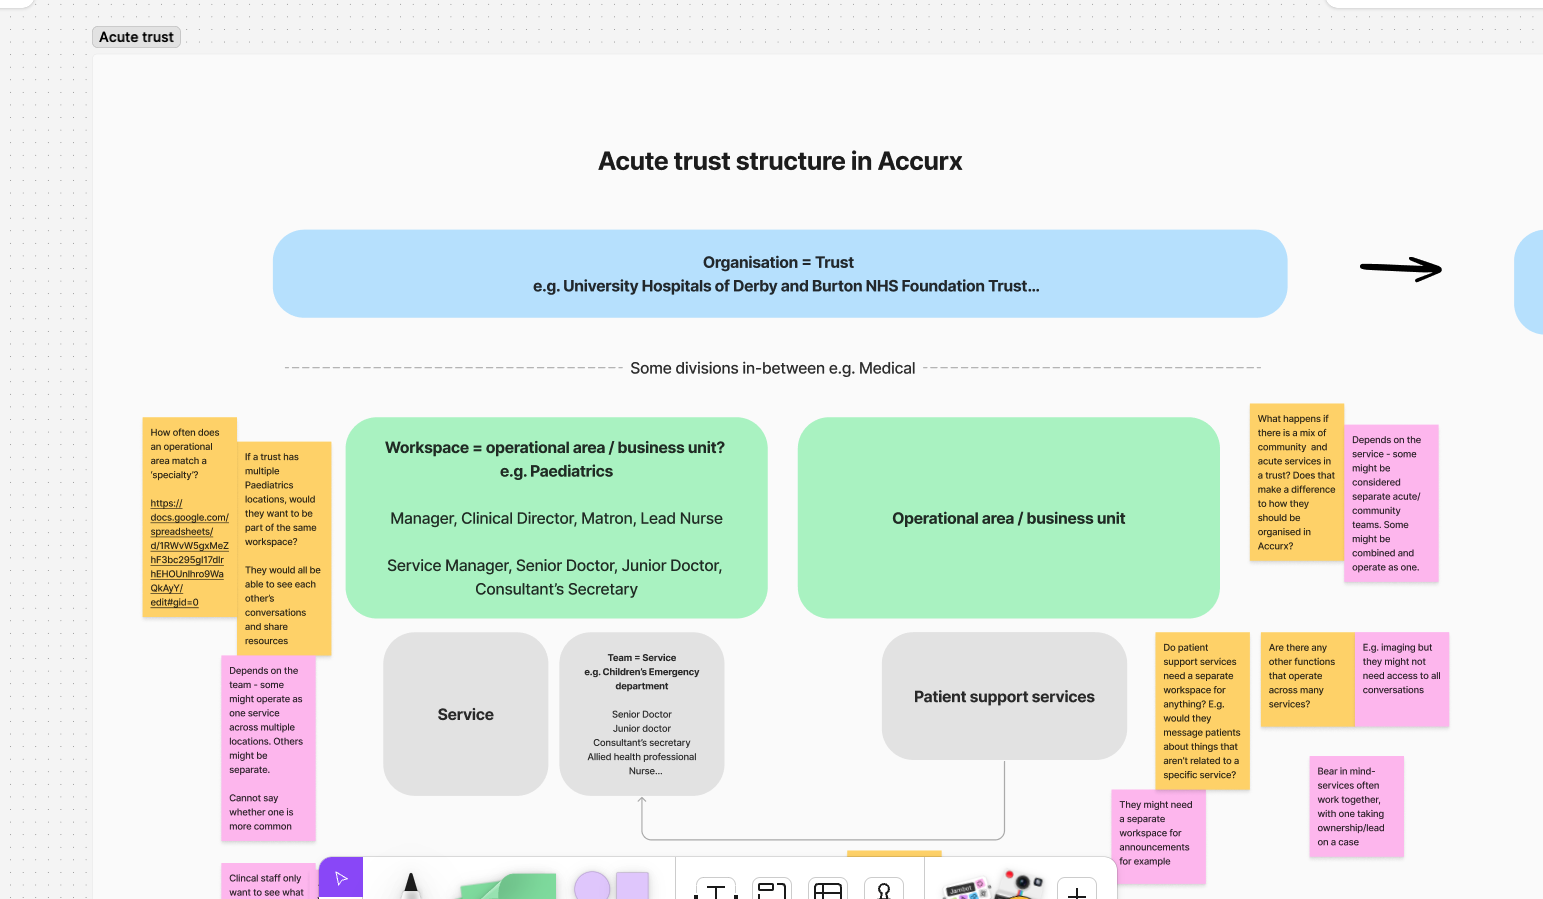 Acute trust
Acute trust structure in Accurx
Organisation = Trust
e.g. University Hospitals of Derby and Burton NHS Foundation Trust...
Some divisions in-between e.g. Medical
How often does
an operational
area match a
'specialty'?
https://
docs.google.com/
spreadsheets/
d/1RWvW5gxMeZ
hF3bc295gl17dlr
hEHOUnlhro9Wa
QkAyY/
edit#gid=0
If a trust has
multiple
Paediatrics
locations, would
they want to be
part of the same
workspace?
They would all be
able to see each
other's
conversations
and share
resources
Depends on the
team - some
might operate as
one service
across multiple
locations. Others
might be
separate.
Cannot say
whether one is
more common
Clincal staff only
want to see what
Workspace = operational area / business unit?
e.g. Paediatrics
Manager, Clinical Director, Matron, Lead Nurse
Service Manager, Senior Doctor, Junior Doctor,
Consultant's Secretary
Operational area / business unit
What happens if
there is a mix of
community and
acute services in
a trust? Does that
make a difference
to how they
should be
organised in
Accurx?
Depends on the
service - some
might be
considered
separate acute/
community
teams. Some
might be
combined and
operate as one.
Service
Team = Service
e.g. Children's Emergency
department
Senior Doctor
Junior doctor
Consultant's secretary
Allied health professional
Nurse...
Patient support services
Do patient
support services
need a separate
workspace for
anything? E.g.
would they
message patients
about things that
aren't related to a
specific service?
They might need
a separate
workspace for
announcements
for example
Are there any
other functions
that operate
across many
services?
E.g. imaging but
they might not
need access to all
conversations
Bear in mind-
services often
work together,
with one taking
ownership/lead
on a case
Jambot